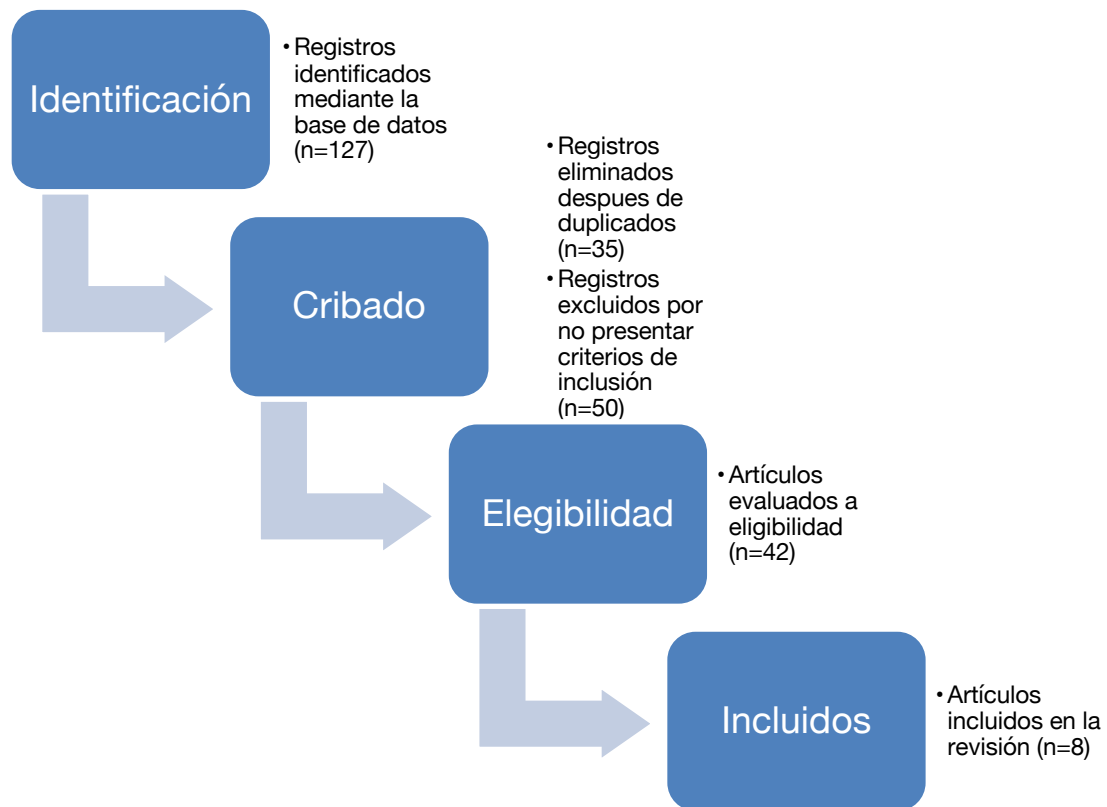 Identificación
• Registros
identificados
mediante la
base de datos
(n=127)
Cribado
• Registros
eliminados
despues de
duplicados
(n=35)
• Registros
excluidos por
no presentar
criterios de
inclusión
(n=50)
Elegibilidad
• Artículos
evaluados a
eligibilidad
(n=42)
Incluidos
• Artículos
incluidos en la
revisión (n=8)